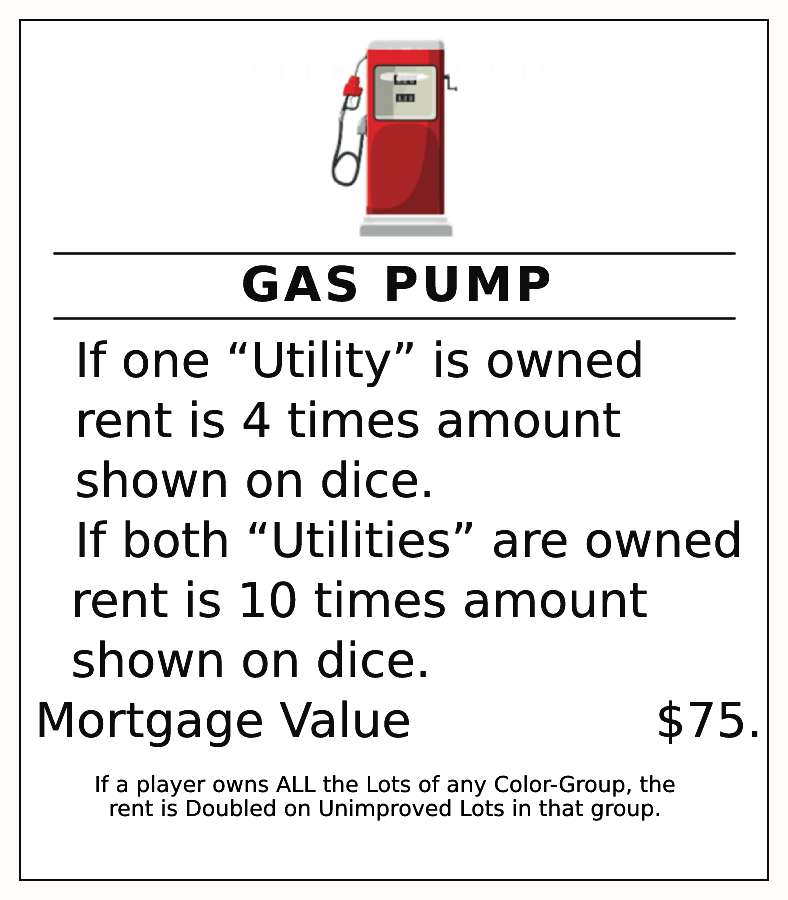 GAS PUMP
If one “Utility” is owned
rent is 4 times amount
shown on dice.
If both “Utilities” are owned
rent is 10 times amount
shown on dice.
Mortgage Value $75.
If a player owns ALL the Lots of any Color-Group, the
rent is Doubled on Unimproved Lots in that group.